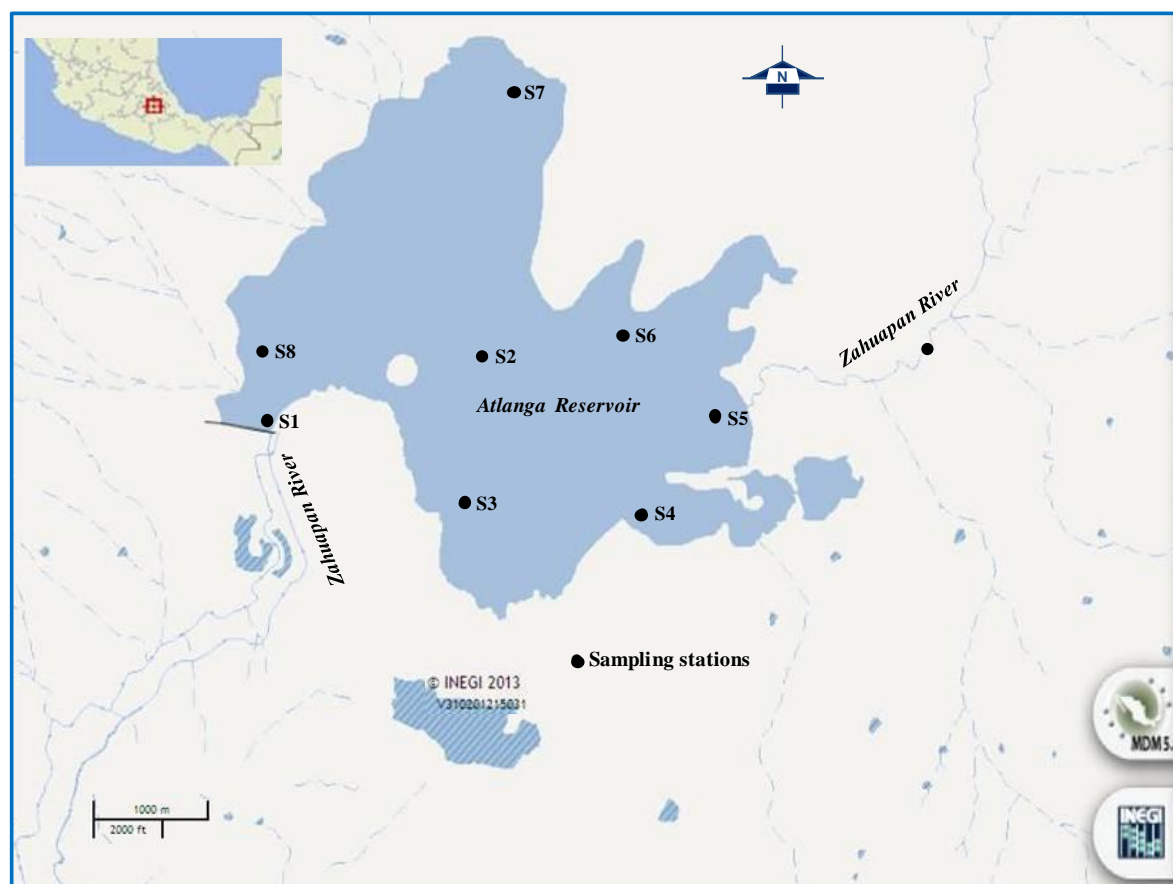 N
S7
Zahuapan River
S6
S8
S2
Atlanga Reservoir
S5
S1
Zahuapan River
S3
S4
Sampling stations
© INEGI 2013
V310201215031
MDM5.
1000 m
2000 ft
INEGI